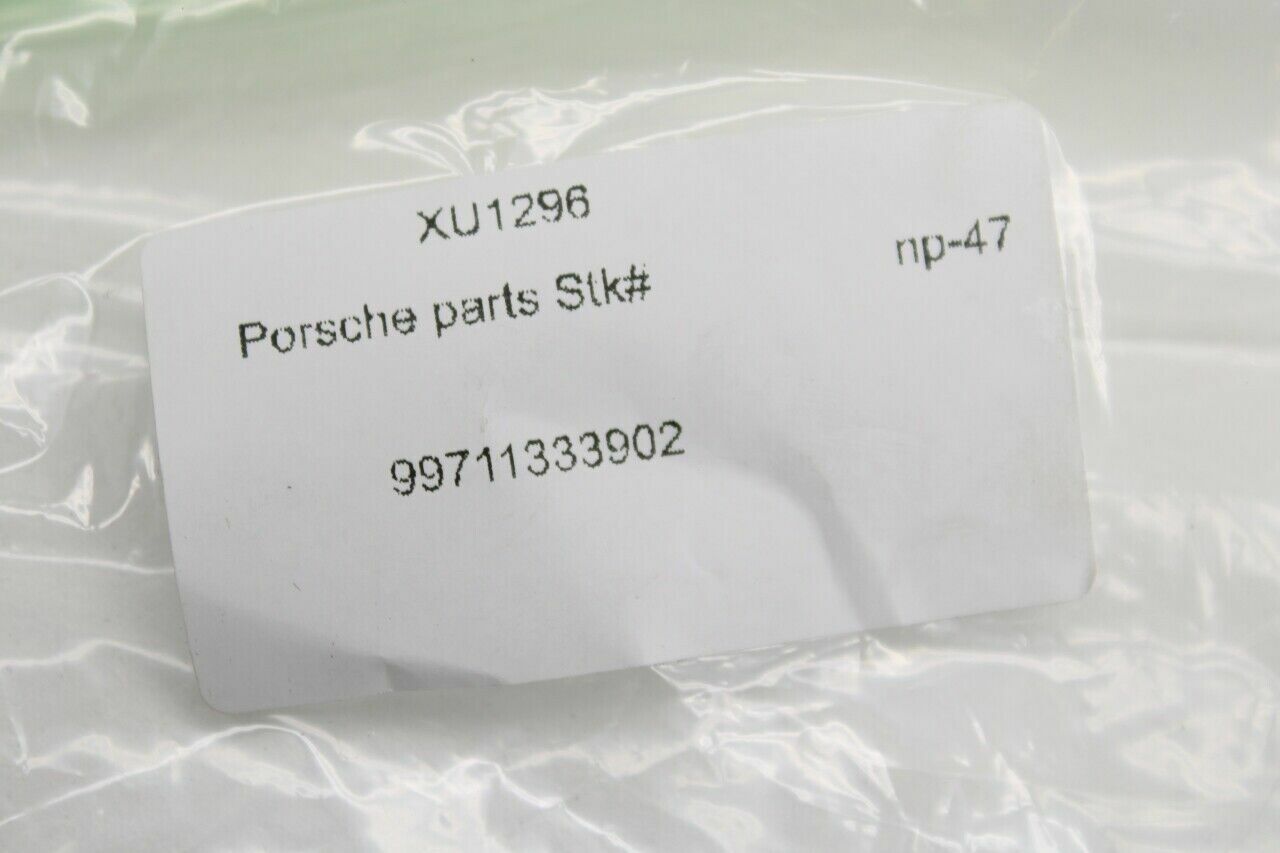 XU1296
np-47
Porsche parts Stk#
99711333902